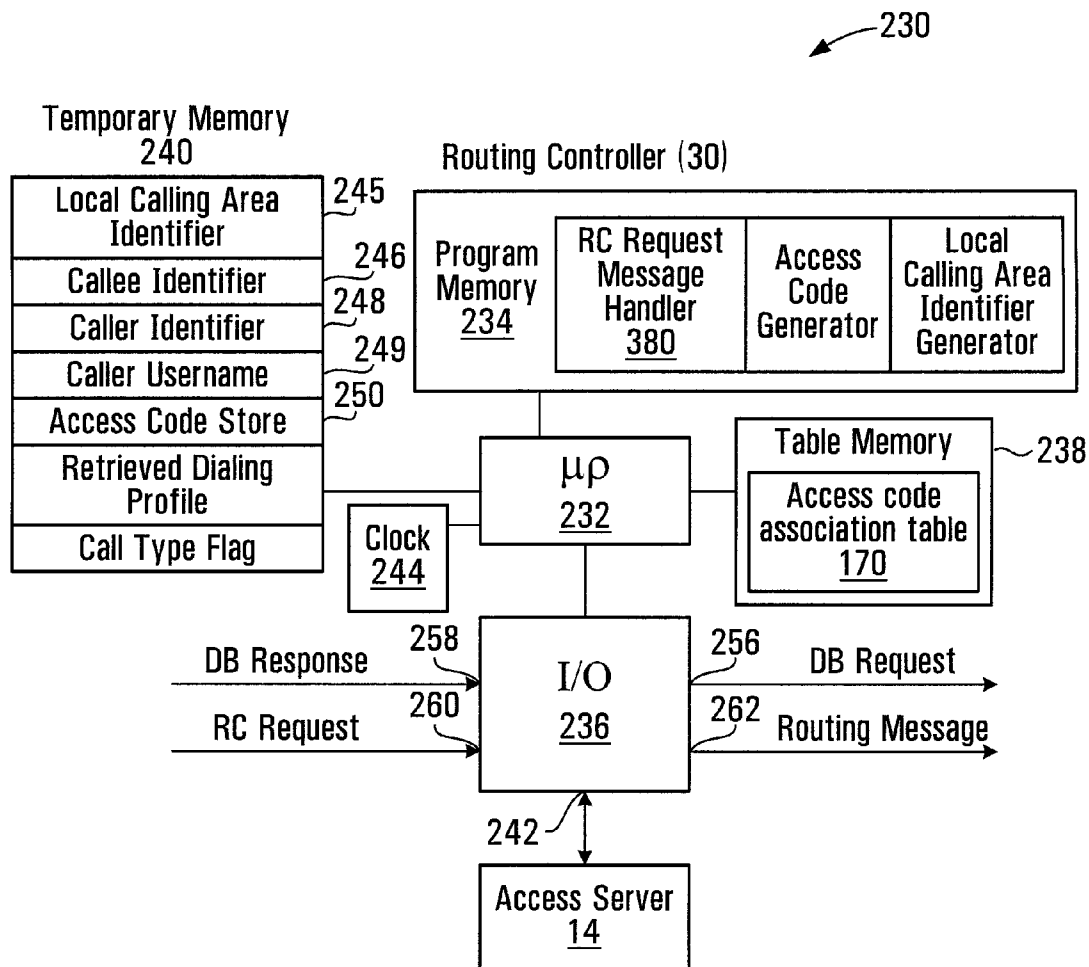 230
Temporary Memory
240
Local Calling Area
Identifier
245
Callee Identifier
246
Caller Identifier
248
Caller Username
249
Access Code Store
250
Retrieved Dialing
Profile
Call Type Flag
Routing Controller (30)
Program
Memory
234
RC Request
Message
Handler
380
Access
Code
Generator
Local
Calling Area
Identifier
Generator
μρ
232
Clock
244
Table Memory
238
Access code
association table
170
DB Response
258
RC Request
260
I/O
236
256
DB Request
262
Routing Message
242
Access Server
14